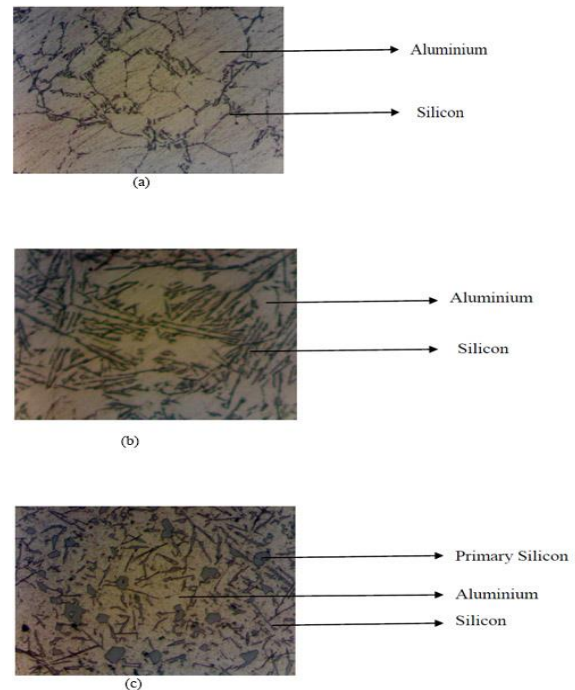 Aluminium
Silicon
(a)
Aluminium
Silicon
(b)
Primary Silicon
Aluminium
Silicon
(c)